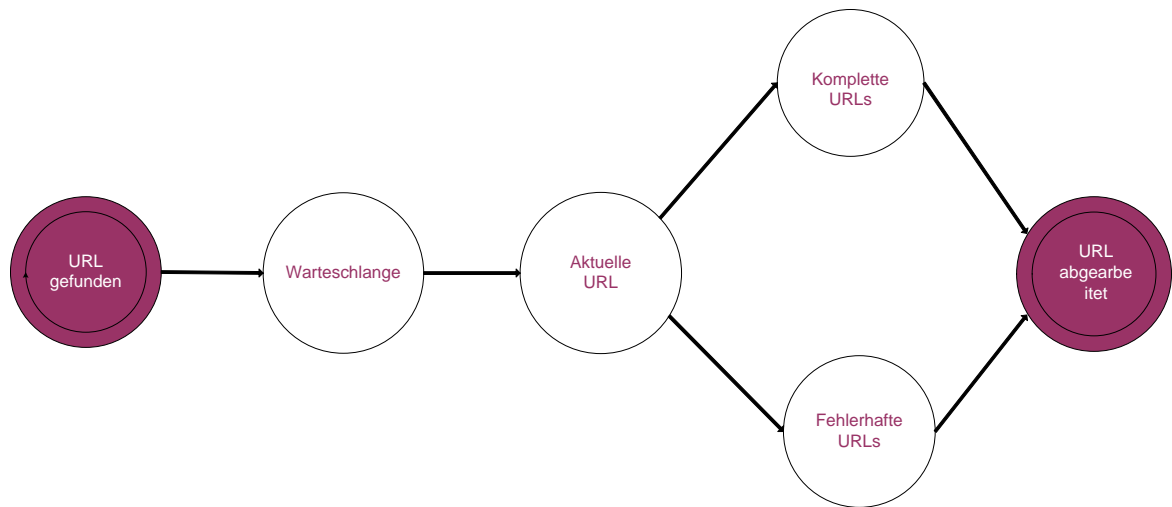 URL
gefunden
Warteschlange
Aktuelle
URL
Komplette
URLs
Fehlerhafte
URLs
URL
abgearbe
itet